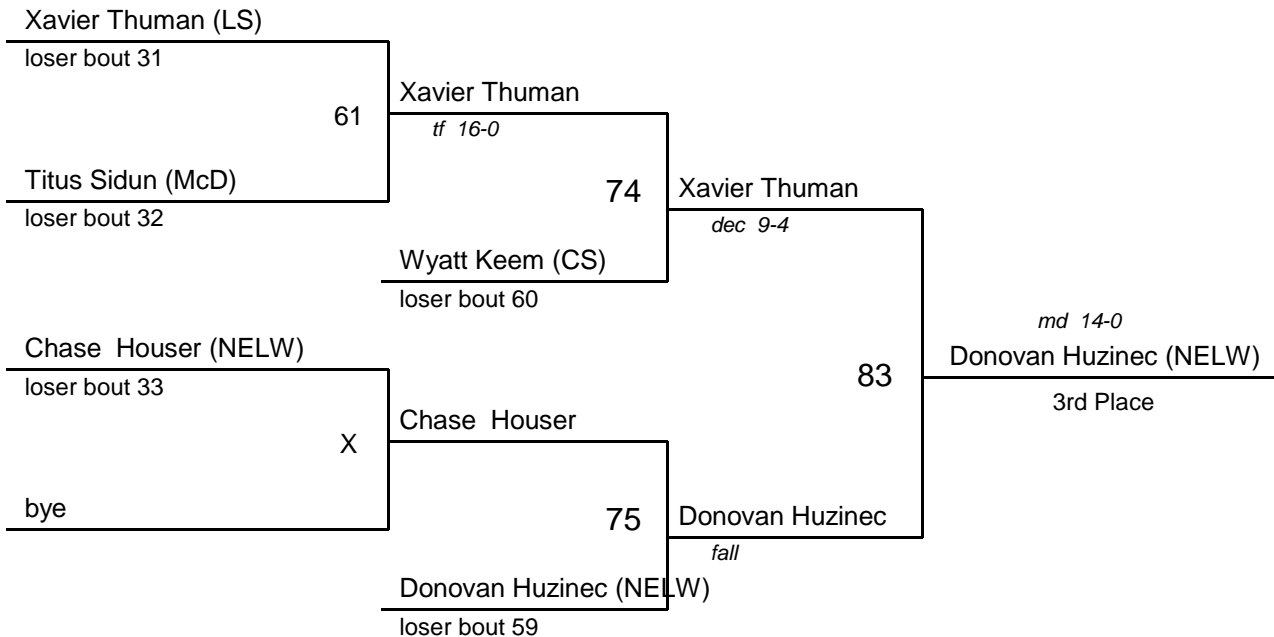 Xavier Thuman (LS)
loser bout 31
61
Titus Sidun (McD)
loser bout 32
Xavier Thuman
tf 16-0
74
Wyatt Keem (CS)
loser bout 60
Xavier Thuman
dec 9-4
Chase Houser (NELW)
loser bout 33
X
bye
Chase Houser
75
Donovan Huzinec (NELW)
loser bout 59
Donovan Huzinec
fall
83
md 14-0
Donovan Huzinec (NELW)
3rd Place